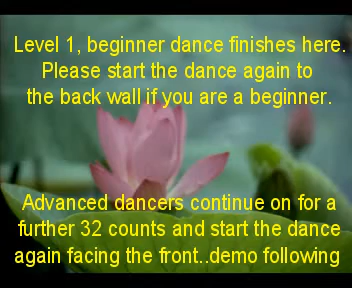 Level 1, beginner dance finishes here.
Please start the dance again to
the back wall if you are a beginner.
Advanced dancers continue on for a
further 32 counts and start the dance
again facing the front..demo following